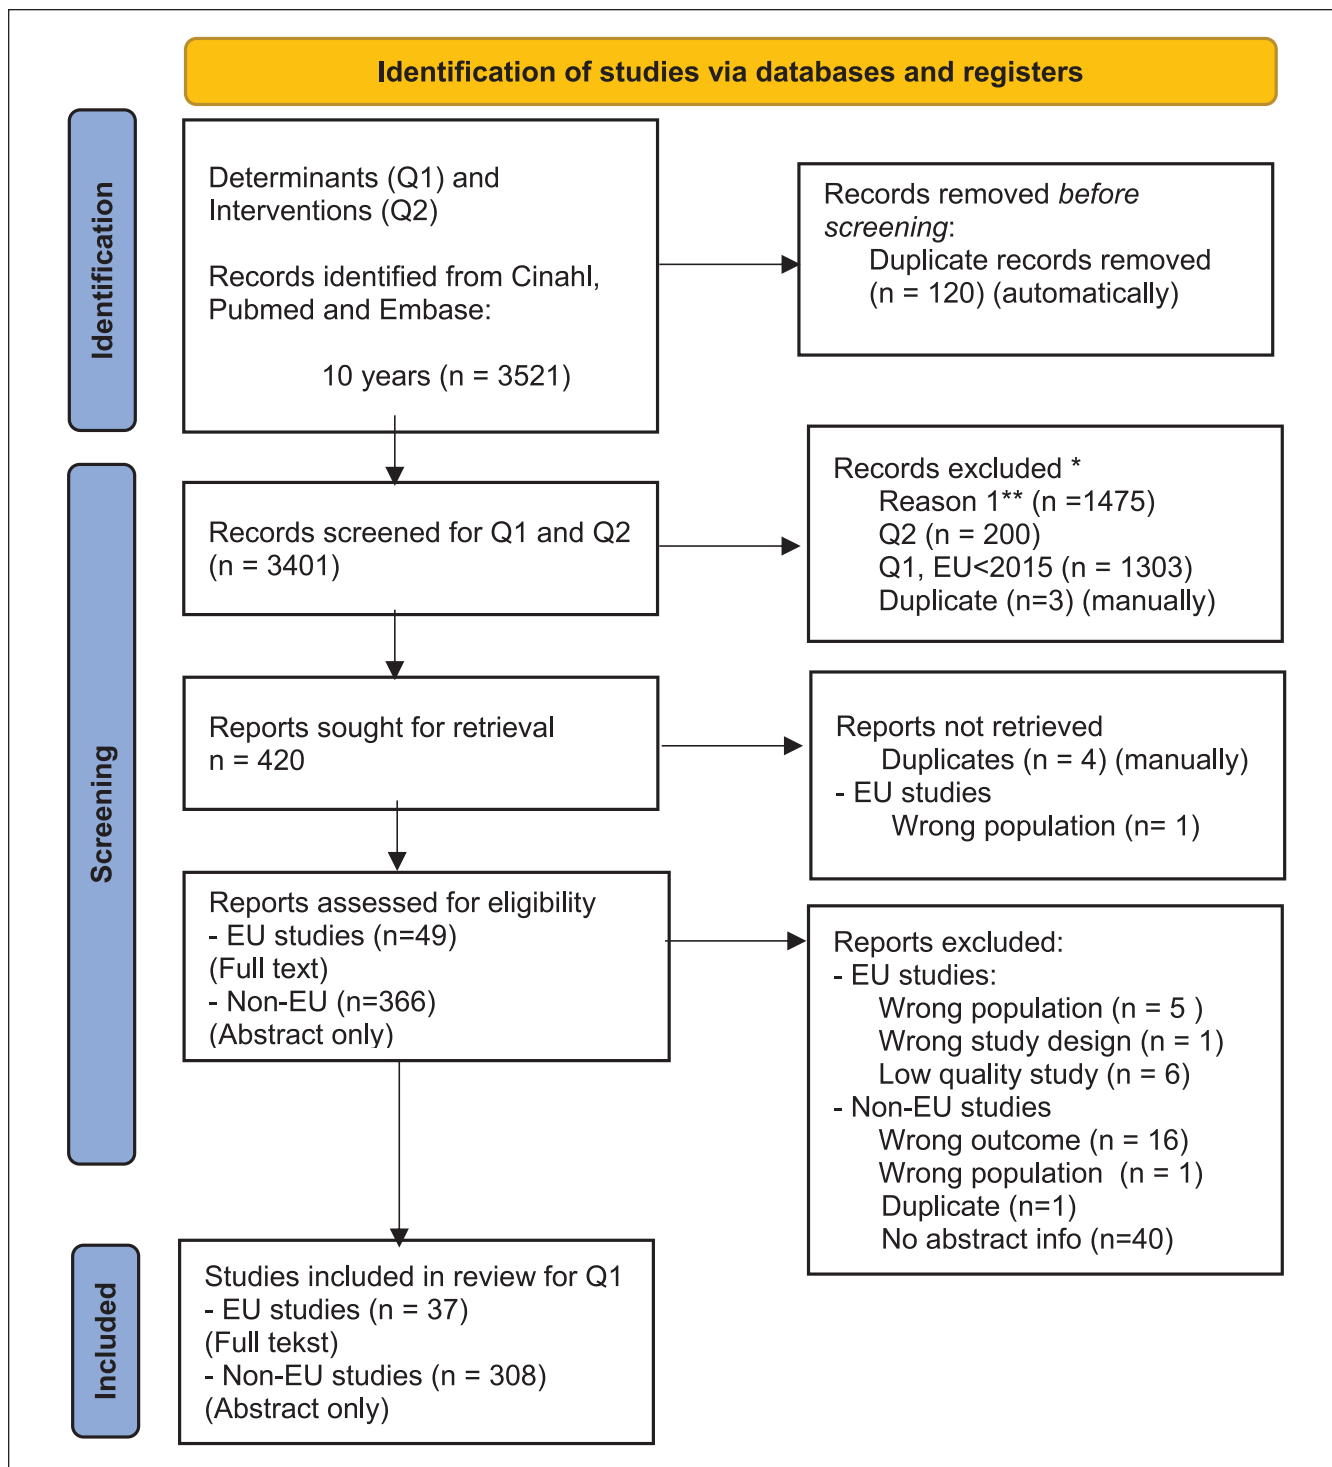 Identification of studies via databases and registers
Identification
Determinants (Q1) and
Interventions (Q2)
Records identified from Cinahl,
Pubmed and Embase:
10 years (n = 3521)
Records removed before
screening:
Duplicate records removed
(n = 120) (automatically)
Screening
Records screened for Q1 and Q2
(n = 3401)
Records excluded *
Reason 1** (n =1475)
Q2 (n = 200)
Q1, EU<2015 (n = 1303)
Duplicate (n=3) (manually)
Reports sought for retrieval
n = 420
Reports not retrieved
Duplicates (n = 4) (manually)
- EU studies
Wrong population (n= 1)
Reports assessed for eligibility
- EU studies (n=49)
(Full text)
- Non-EU (n=366)
(Abstract only)
Reports excluded:
- EU studies:
Wrong population (n = 5 )
Wrong study design (n = 1)
Low quality study (n = 6)
- Non-EU studies
Wrong outcome (n = 16)
Wrong population (n = 1)
Duplicate (n=1)
No abstract info (n=40)
Included
Studies included in review for Q1
- EU studies (n = 37)
(Full tekst)
- Non-EU studies (n = 308)
(Abstract only)